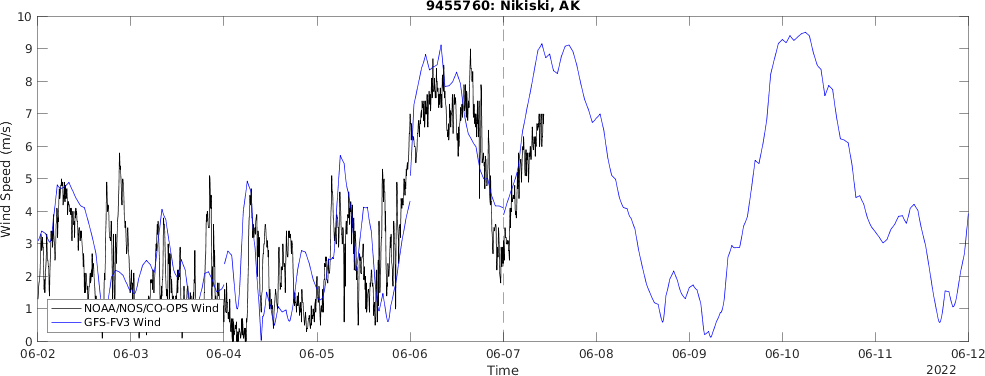 9455760: Nikiski, AK
Wind Speed (m/s)
10
9
8
7
6
5
4
3
2
1
0
NOAA/NOS/CO-OPS Wind
GFS-FV3 Wind
06-02 06-03 06-04 06-05 06-06 06-07 06-08 06-09 06-10 06-11 06-12
Time
2022